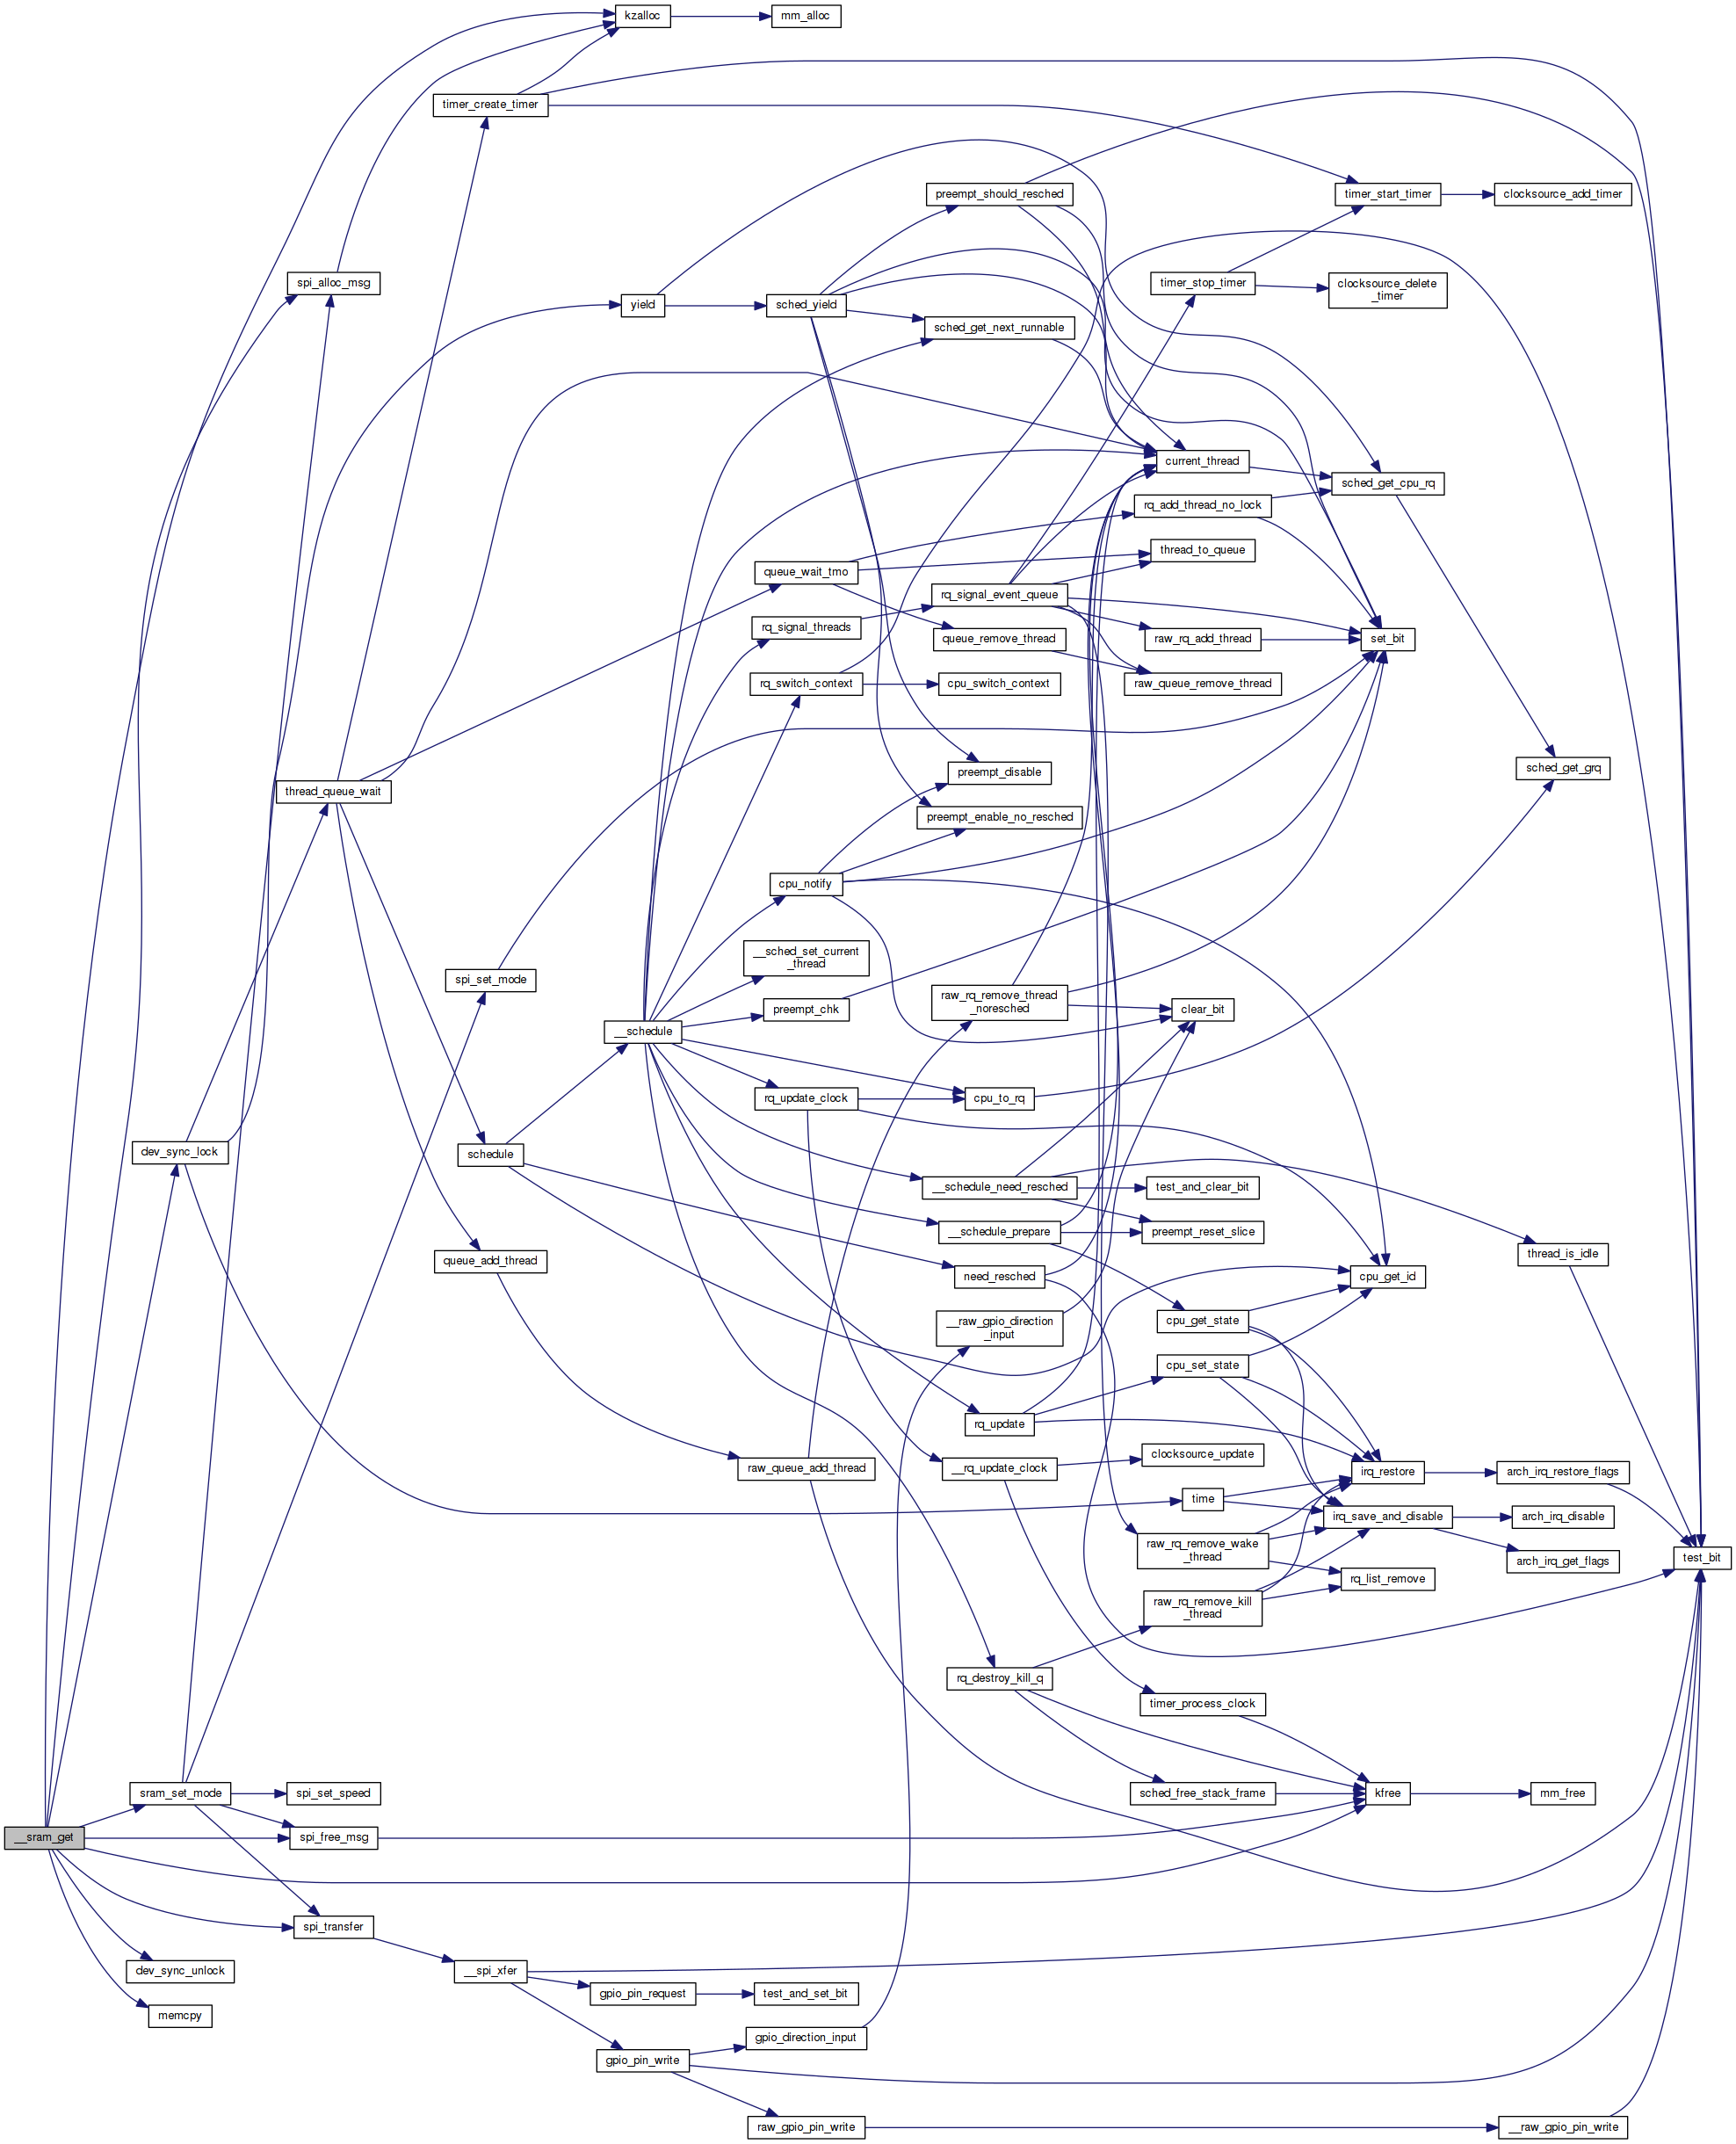 kzalloc
mm_alloc
timer_create_timer
preempt_should_resched
timer_start_timer
clocksource_add_timer
spi_alloc_msg
timer_stop_timer
clocksource_delete
_timer
yield
sched_yield
sched_get_next_runnable
current_thread
sched_get_cpu_rq
rq_add_thread_no_lock
thread_to_queue
queue_wait_tmo
rq_signal_event_queue
rq_signal_threads
queue_remove_thread
raw_rq_add_thread
set_bit
rq_switch_context
cpu_switch_context
raw_queue_remove_thread
preempt_disable
sched_get_grq
thread_queue_wait
preempt_enable_no_resched
cpu_notify
__sched_set_current
_thread
spi_set_mode
raw_rq_remove_thread
_noresched
preempt_chk
clear_bit
__schedule
rq_update_clock
cpu_to_rq
dev_sync_lock
schedule
__schedule_need_resched
test_and_clear_bit
__schedule_prepare
preempt_reset_slice
thread_is_idle
queue_add_thread
need_resched
cpu_get_id
__raw_gpio_direction
_input
cpu_get_state
cpu_set_state
rq_update
clocksource_update
raw_queue_add_thread
__rq_update_clock
irq_restore
arch_irq_restore_flags
time
irq_save_and_disable
arch_irq_disable
raw_rq_remove_wake
_thread
arch_irq_get_flags
test_bit
rq_list_remove
raw_rq_remove_kill
_thread
rq_destroy_kill_q
timer_process_clock
sram_set_mode
spi_set_speed
sched_free_stack_frame
kfree
mm_free
__sram_get
spi_free_msg
spi_transfer
dev_sync_unlock
__spi_xfer
gpio_pin_request
test_and_set_bit
memcpy
gpio_direction_input
gpio_pin_write
raw_gpio_pin_write
__raw_gpio_pin_write